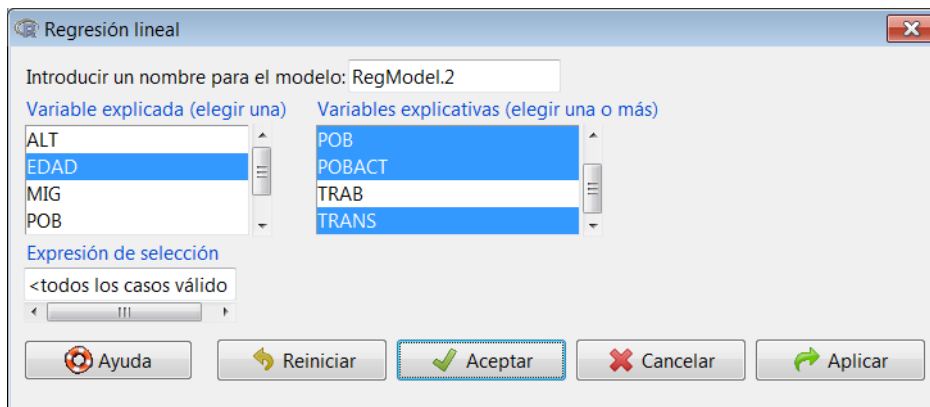 Regresión lineal
Introducir un nombre para el modelo: RegModel.2
Variable explicada (elegir una)
ALT
EDAD
MIG
POB
Variables explicativas (elegir una o más)
POB
POBACT
TRAB
TRANS
Expresión de selección
<todos los casos válido
Ayuda
Reiniciar
Aceptar
Cancelar
Aplicar